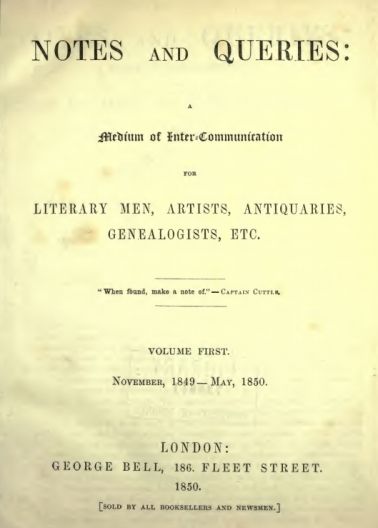 NOTES AND QUERIES:
A
Medium of Inter-Communication
FOR
LITERARY MEN, ARTISTS, ANTIQUARIES,
GENEALOGISTS, ETC.
"When found, make a note of."—CAPTAIN CUTTLE.
VOLUME FIRST.
NOVEMBER, 1849—MAY, 1850.
LONDON:
GEORGE BELL, 186. FLEET STREET.
1850.
[SOLD BY ALL BOOKSELLERS AND NEWSMEN.]